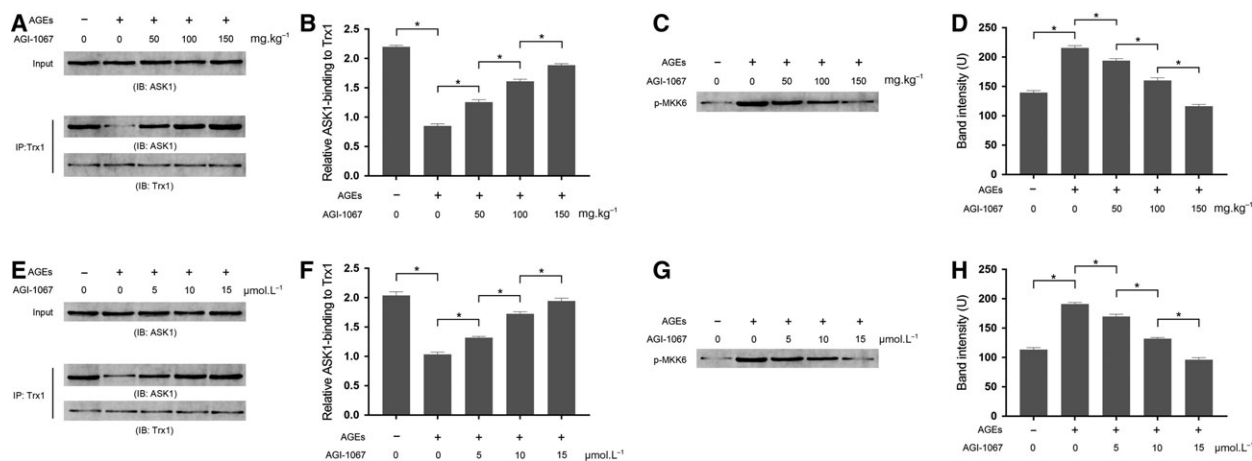 A
AGEs − + + + +
AGI-1067 0 0 50 100 150 mg.kg⁻¹
Input
(IB: ASK1)
IP:Trx1
(IB: ASK1)
(IB: Trx1)
B
Relative ASK1-binding to Trx1
2.5
2.0
1.5
1.0
0.5
0.0
* * * *
AGEs − + + + +
AGI-1067 0 0 50 100 150 mg.kg⁻¹
C
AGEs − + + + +
AGI-1067 0 0 50 100 150 mg.kg⁻¹
p-MKK6
D
Band intensity (U)
250
200
150
100
50
0
* * * *
AGEs − + + + +
AGI-1067 0 0 50 100 150 mg.kg⁻¹
E
AGEs − + + + +
AGI-1067 0 0 5 10 15 μmol.L⁻¹
Input
(IB: ASK1)
IP: Trx1
(IB: ASK1)
(IB: Trx1)
F
Relative ASK1-binding to Trx1
2.5
2.0
1.5
1.0
0.5
0.0
* * * *
AGEs − + + + +
AGI-1067 0 0 5 10 15 μmol.L⁻¹
G
AGEs − + + + +
AGI-1067 0 0 5 10 15 μmol.L⁻¹
p-MKK6
H
Band intensity (U)
250
200
150
100
50
0
* * * *
AGEs − + + + +
AGI-1067 0 0 5 10 15 μmol.L⁻¹